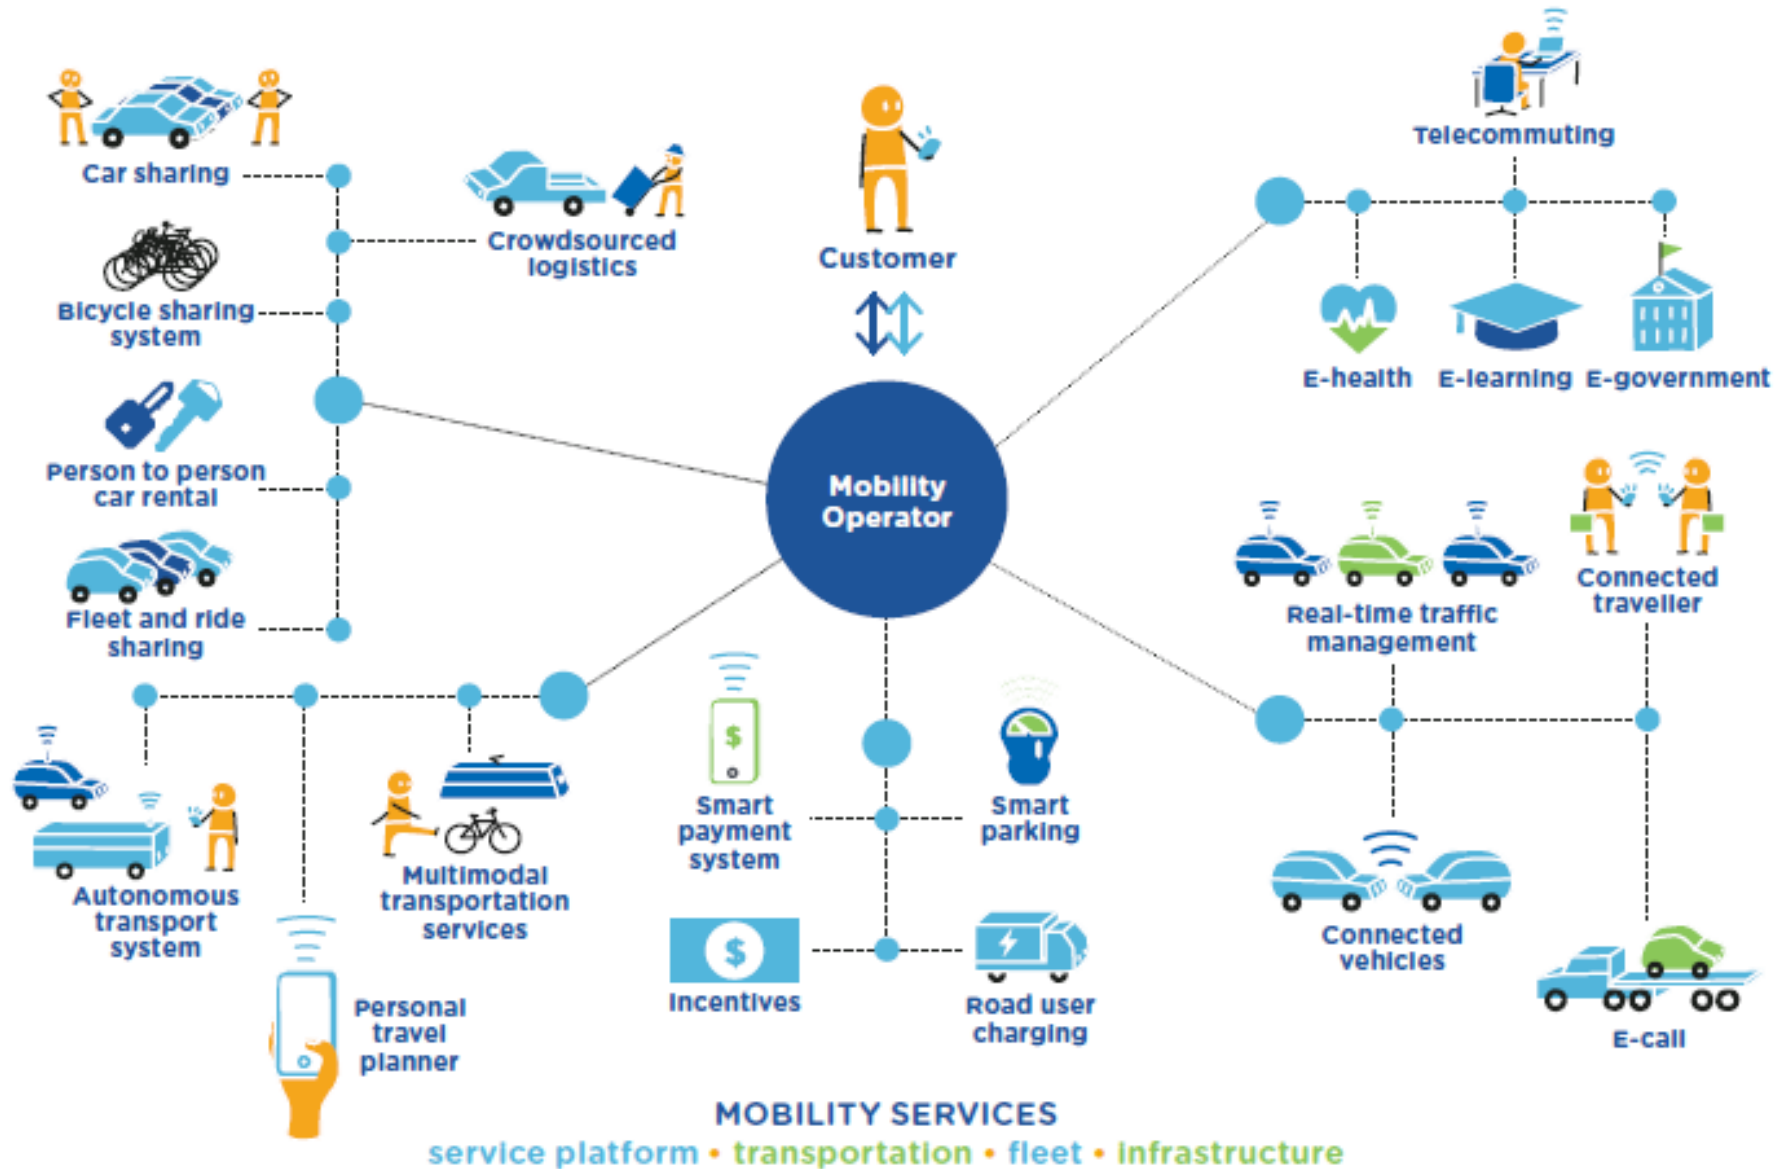 Telecommuting
Car sharing
Crowdsourced
logistics
Customer
Bicycle sharing
system
E-health
E-learning
E-government
Person to person
car rental
Mobility
Operator
Connected
traveller
Fleet and ride
sharing
Real-time traffic
management
Smart
payment
system
Smart
parking
Autonomous
transport
system
Multimodal
transportation
services
Connected
vehicles
Personal
travel
planner
Incentives
Road user
charging
E-call
$
$
MOBILITY SERVICES
service platform • transportation • fleet • infrastructure